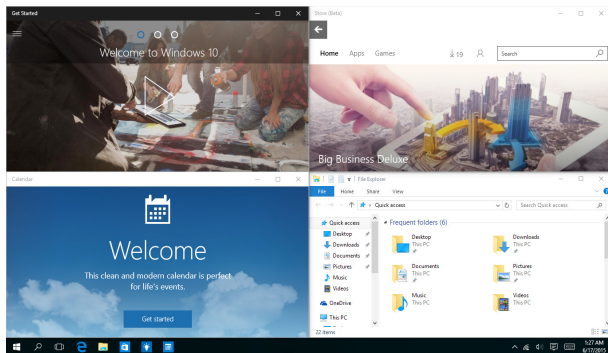 Get Started
Welcome to Windows 10
Store (Beta)
Home Apps Games
19
Search
Big Business Deluxe
Calendar
Welcome
This clean and modern calendar is perfect
for life's events.
Get started
File Explorer
File Home Share View
Quick access
Search Quick access
Quick access
Desktop
Downloads
Documents
Pictures
Music
Videos
OneDrive
This PC
Frequent folders (6)
Desktop
This PC
Downloads
This PC
Documents
This PC
Pictures
This PC
Music
This PC
Videos
This PC
22 items
1:27 AM
6/17/2015